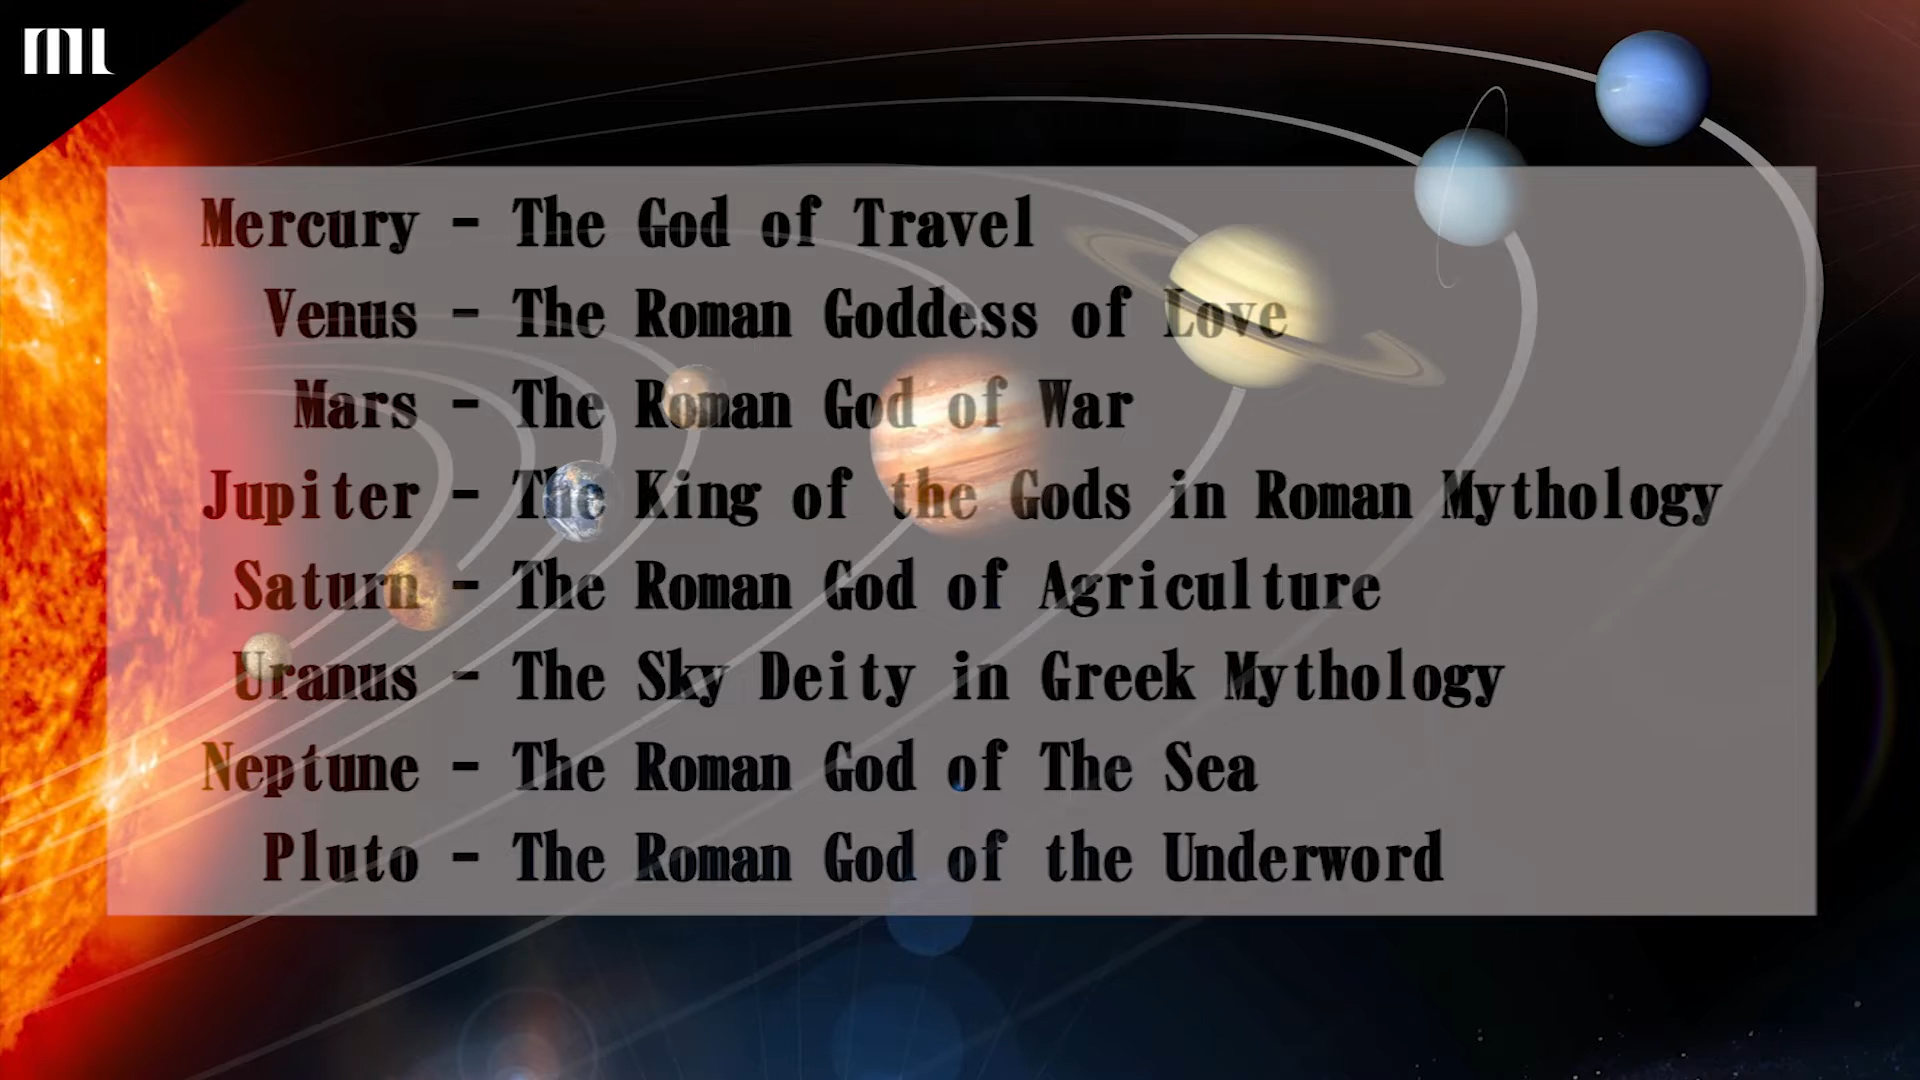 ML
Mercury - The God of Travel
Venus - The Roman Goddess of Love
Mars - The Roman God of War
Jupiter - The King of the Gods in Roman Mythology
Saturn - The Roman God of Agriculture
Uranus - The Sky Deity in Greek Mythology
Neptune - The Roman God of The Sea
Pluto - The Roman God of the Underword